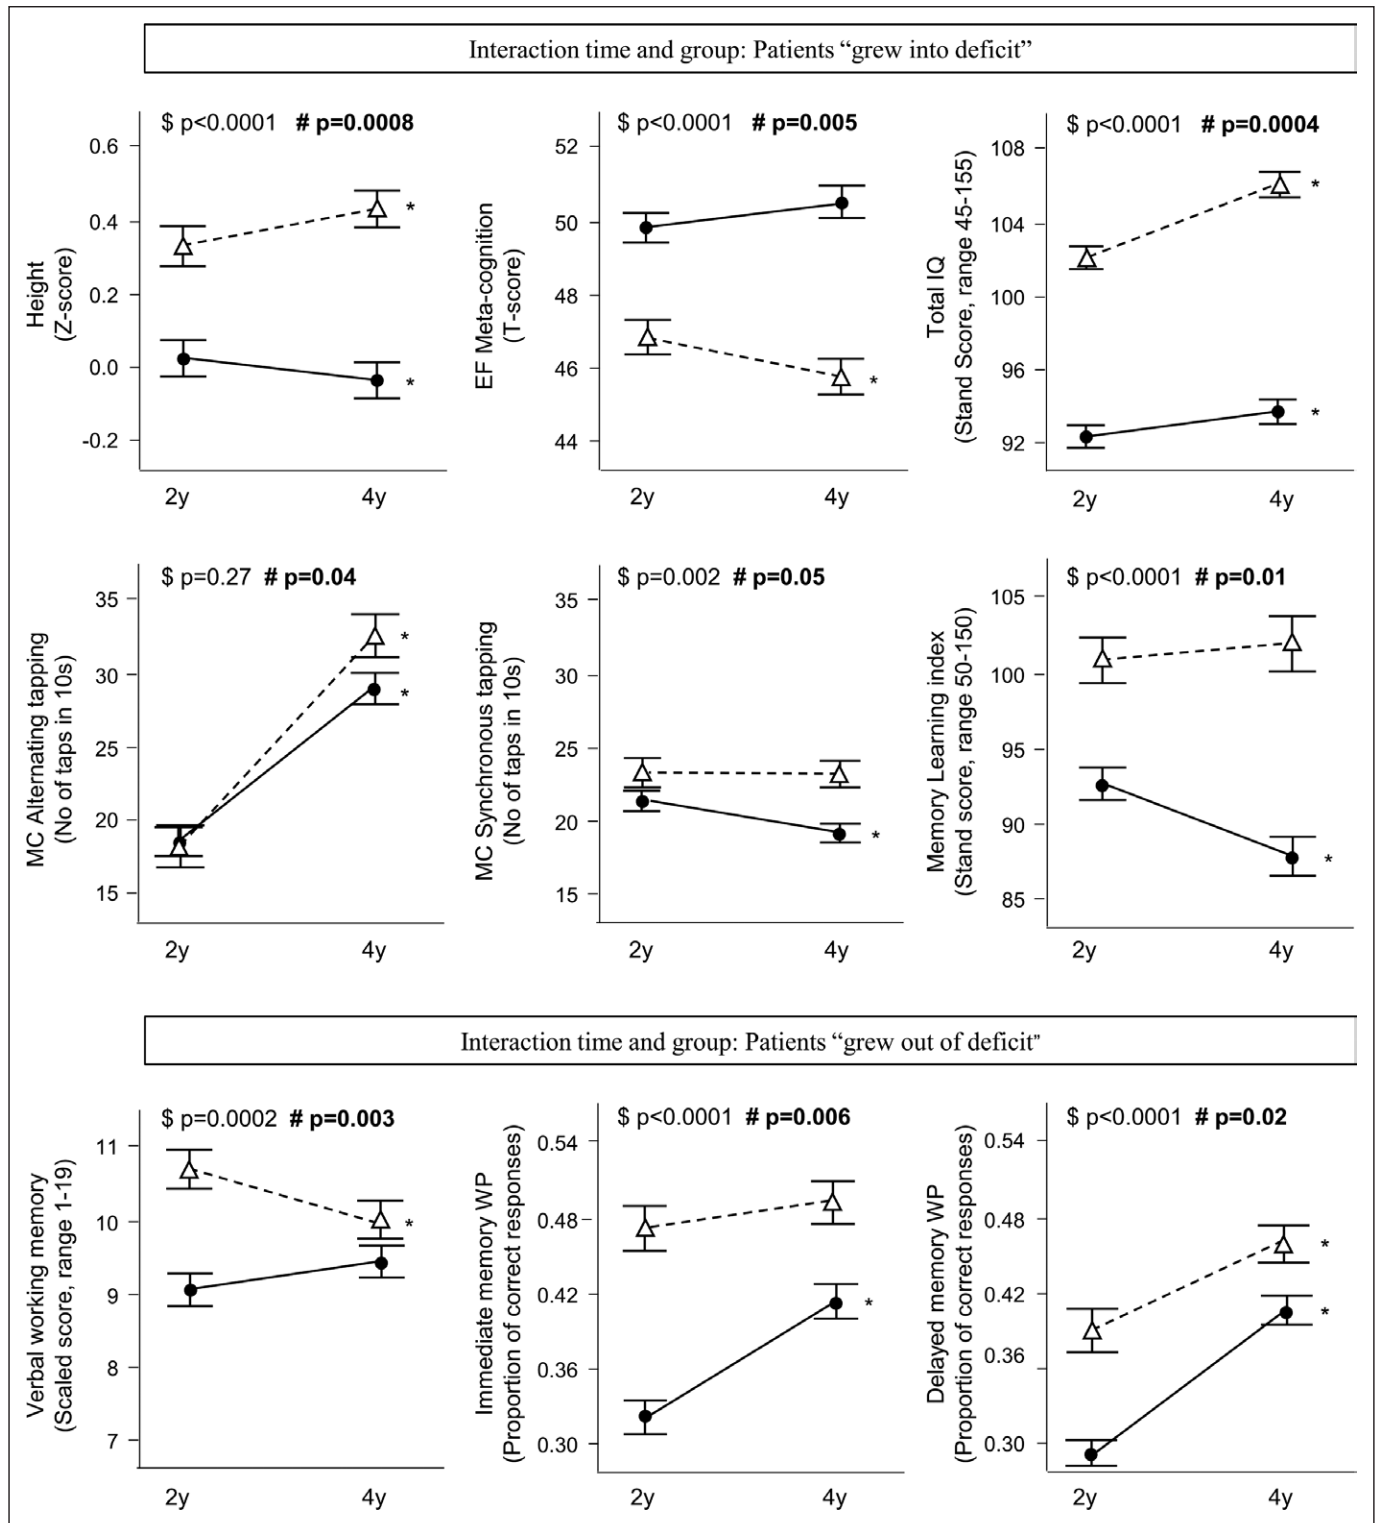 Interaction time and group: Patients “grew into deficit”
$ p<0.0001 # p=0.0008
Height
(Z-score)
0.6
0.4
0.2
0.0
-0.2
2y 4y
*
*
$ p<0.0001 # p=0.005
EF Meta-cognition
(T-score)
52
50
48
46
44
2y 4y
*
$ p<0.0001 # p=0.0004
Total IQ
(Stand Score, range 45-155)
108
104
100
96
92
2y 4y
*
*
$ p=0.27 # p=0.04
MC Alternating tapping
(No of taps in 10s)
35
30
25
20
15
2y 4y
*
*
$ p=0.002 # p=0.05
MC Synchronous tapping
(No of taps in 10s)
35
30
25
20
15
2y 4y
*
$ p<0.0001 # p=0.01
Memory Learning index
(Stand score, range 50-150)
105
100
95
90
85
2y 4y
*
Interaction time and group: Patients “grew out of deficit”
$ p=0.0002 # p=0.003
Verbal working memory
(Scaled score, range 1-19)
11
10
9
8
7
2y 4y
*
$ p<0.0001 # p=0.006
Immediate memory WP
(Proportion of correct responses)
0.54
0.48
0.42
0.36
0.30
2y 4y
*
$ p<0.0001 # p=0.02
Delayed memory WP
(Proportion of correct responses)
0.54
0.48
0.42
0.36
0.30
2y 4y
*
*